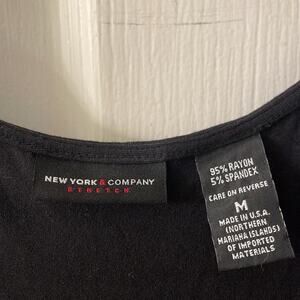 NEW YORK & COMPANY
STRETCH
95% RAYON
5% SPANDEX
CARE ON REVERSE
M
MADE IN U.S.A.
(NORTHERN
MARIANA ISLANDS)
OF IMPORTED
MATERIALS